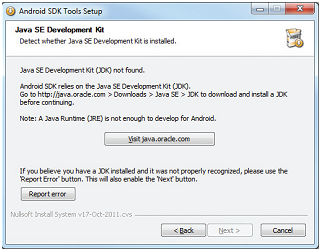 Android SDK Tools Setup
Java SE Development Kit
Detect whether Java SE Development Kit is installed.
Java SE Development Kit (JDK) not found.
Android SDK relies on the Java SE Development Kit (JDK).
Go to http://java.oracle.com > Downloads > Java SE > JDK to download and install a JDK
before continuing.
Note: A Java Runtime (JRE) is not enough to develop for Android.
Visit java.oracle.com
If you believe you have a JDK installed and it was not properly recognized, please use the
'Report Error' button. This will also enable the 'Next' button.
Report error
Nullsoft Install System v17-Oct-2011.cvs
< Back
Next >
Cancel